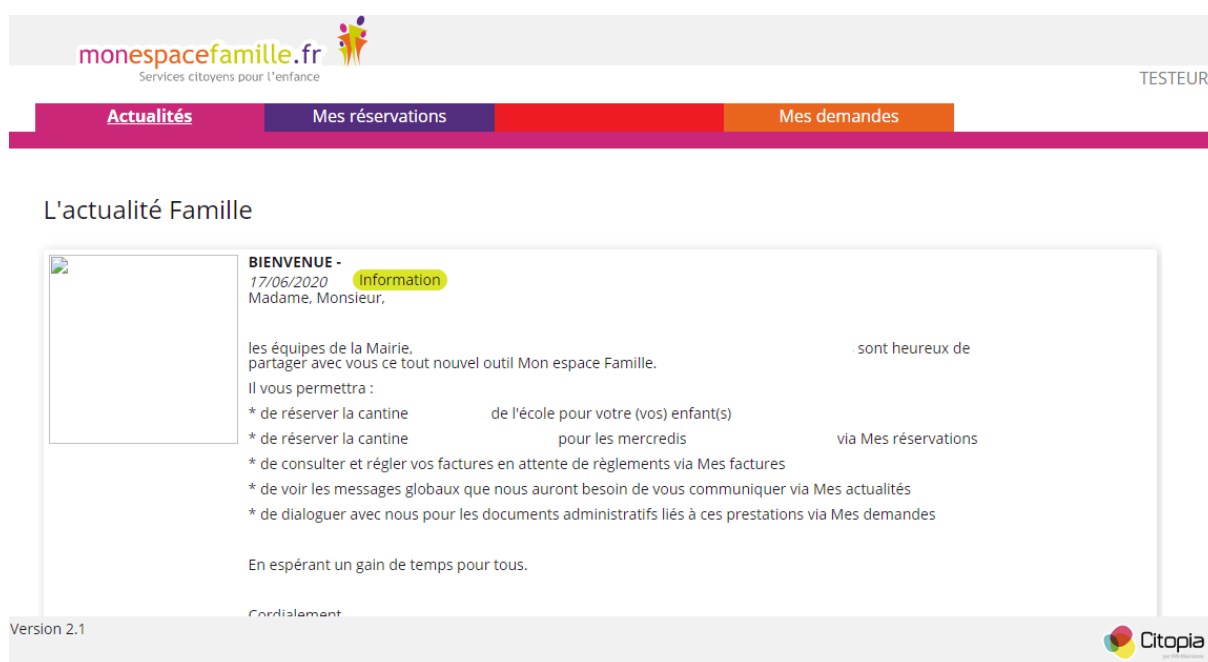 monespacefamille.fr
Services citoyens pour l'enfance
TESTEUR
Actualités
Mes réservations
Mes demandes
L'actualité Famille
BIENVENUE -
17/06/2020 Information
Madame, Monsieur,
les équipes de la Mairie, sont heureux de
partager avec vous ce tout nouvel outil Mon espace Famille.
Il vous permettra :
* de réserver la cantine de l'école pour votre (vos) enfant(s)
* de réserver la cantine pour les mercredis via Mes réservations
* de consulter et régler vos factures en attente de règlements via Mes factures
* de voir les messages globaux que nous auront besoin de vous communiquer via Mes actualités
* de dialoguer avec nous pour les documents administratifs liés à ces prestations via Mes demandes
En espérant un gain de temps pour tous.
Cordialement
Version 2.1
Citopia